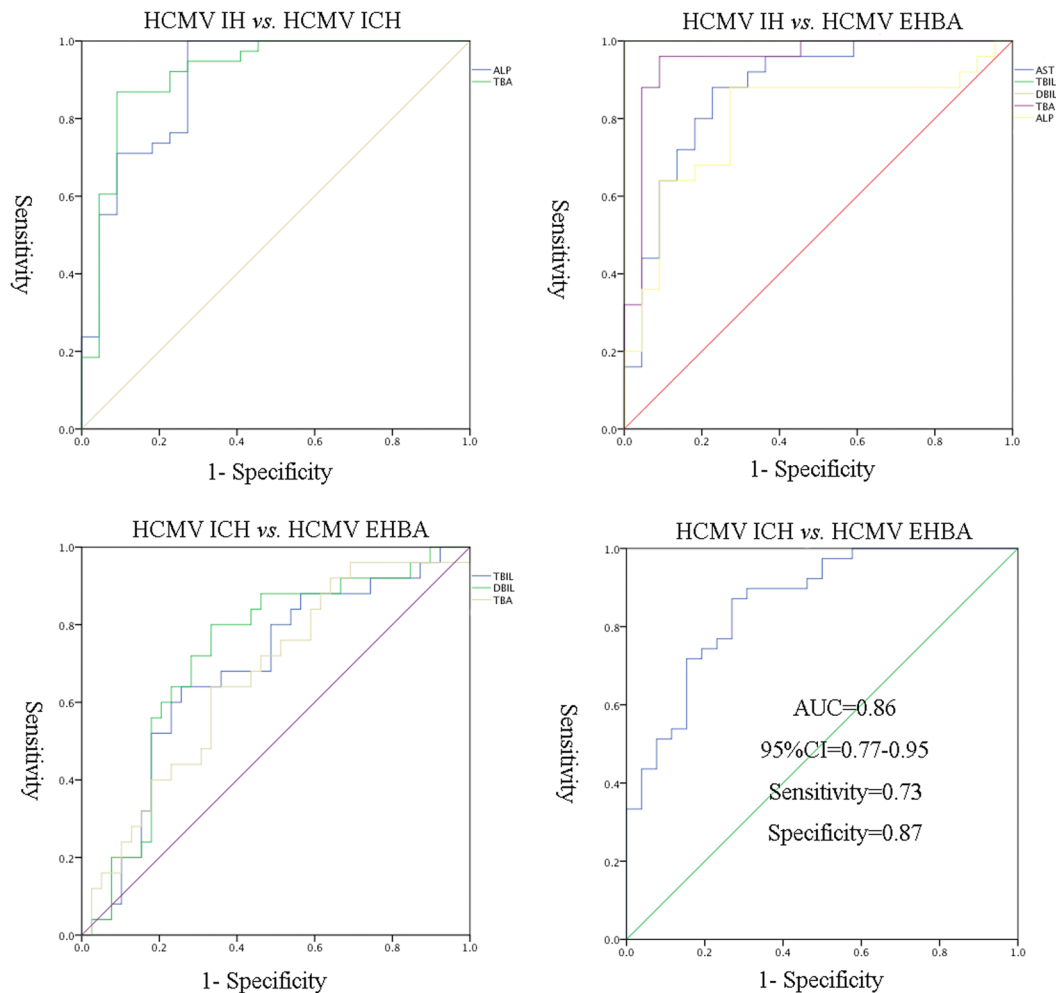 HCMV IH vs. HCMV ICH
1.0
0.8
0.6
0.4
0.2
0.0
Sensitivity
0.0 0.2 0.4 0.6 0.8 1.0
1- Specificity
ALP
TBA
HCMV IH vs. HCMV EHBA
1.0
0.8
0.6
0.4
0.2
0.0
Sensitivity
0.0 0.2 0.4 0.6 0.8 1.0
1- Specificity
AST
TBIL
DBIL
TBA
ALP
HCMV ICH vs. HCMV EHBA
1.0
0.8
0.6
0.4
0.2
0.0
Sensitivity
0.0 0.2 0.4 0.6 0.8 1.0
1- Specificity
TBIL
DBIL
TBA
HCMV ICH vs. HCMV EHBA
1.0
0.8
0.6
0.4
0.2
0.0
Sensitivity
AUC=0.86
95%CI=0.77-0.95
Sensitivity=0.73
Specificity=0.87
0.0 0.2 0.4 0.6 0.8 1.0
1- Specificity